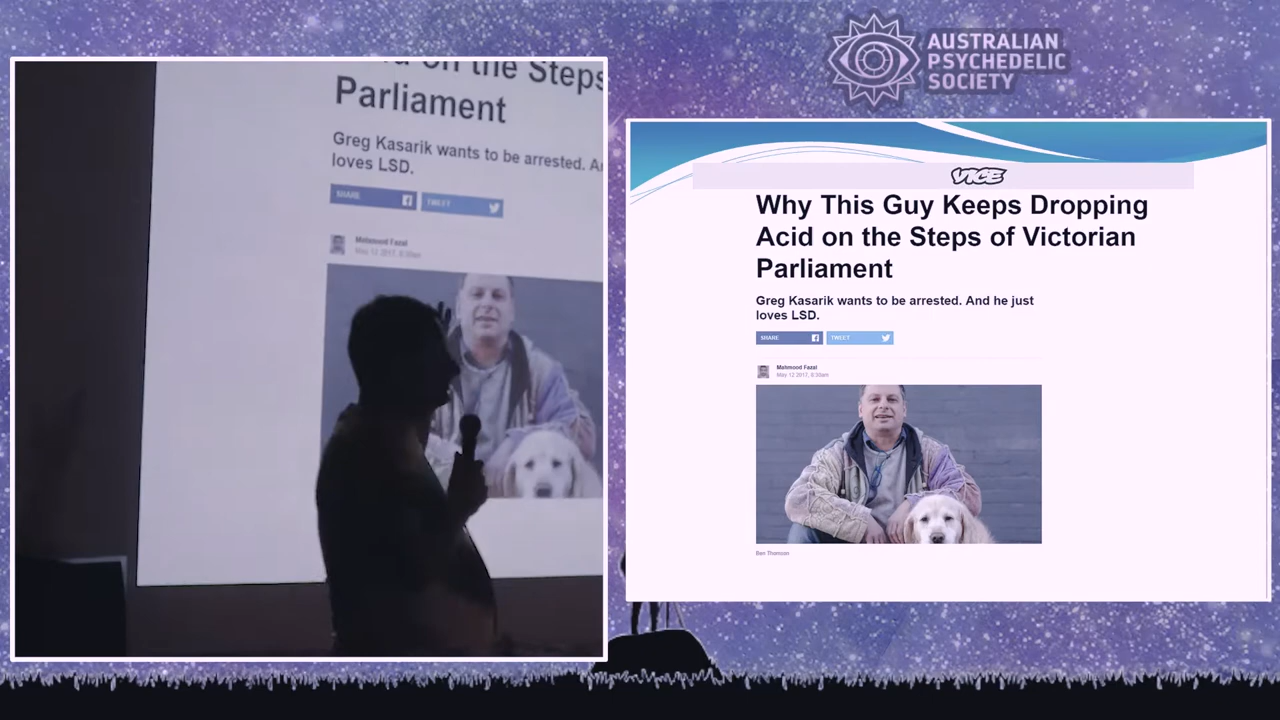 AUSTRALIAN
PSYCHEDELIC
SOCIETY
on the Steps
Parliament
Greg Kasarik wants to be arrested.
loves LSD.
SHARE
TWEET
Mahmood Fazal
May 12 2017, 6:30am
VICE
Why This Guy Keeps Dropping
Acid on the Steps of Victorian
Parliament
Greg Kasarik wants to be arrested. And he just
loves LSD.
SHARE
TWEET
Mahmood Fazal
May 12 2017, 6:30am
Ben Thomson